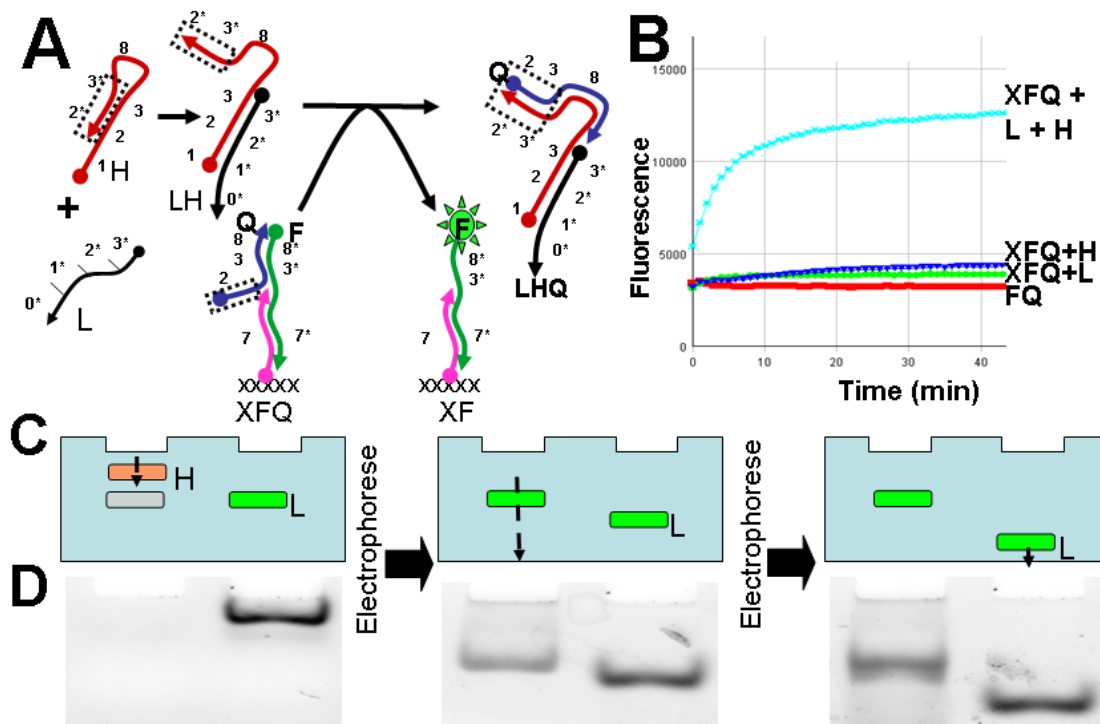 A
2*
3*
8
3*
2*
3
2
1
H
+
2*
3*
8
3
2
1
3*
2*
1*
0*
LH
0*
1*
2*
3*
L
Q
F
8
3
2
8*
3*
7
7*
XXXXXX
XFQ
F
8*
3*
7
7*
XXXXX
XF
Q
2
3
8
2*
3*
3
2
1
3*
2*
1*
0*
LHQ
B
15000
10000
5000
0
Fluorescence
0
10
20
30
40
Time (min)
XFQ +
L + H
XFQ+H
XFQ+L
FQ
C
H
L
Electrophorese
L
Electrophorese
L
D